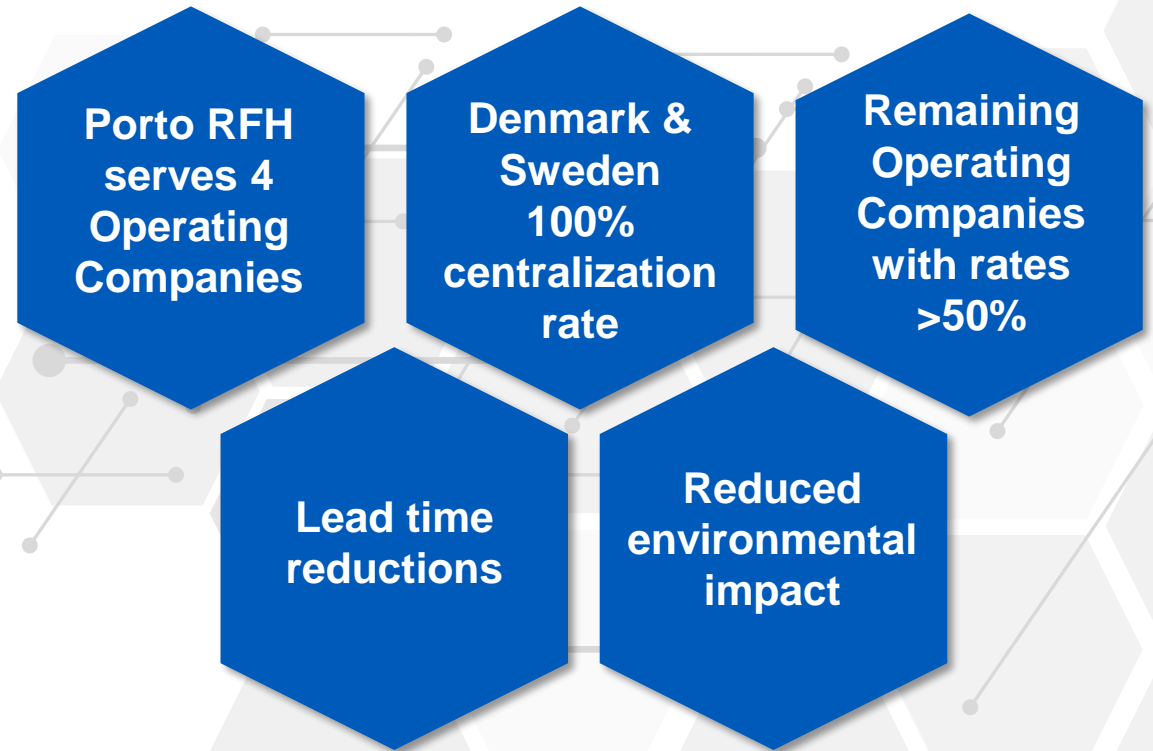 Porto RFH
serves 4
Operating
Companies
Denmark &
Sweden
100%
centralization
rate
Remaining
Operating
Companies
with rates
>50%
Lead time
reductions
Reduced
environmental
impact